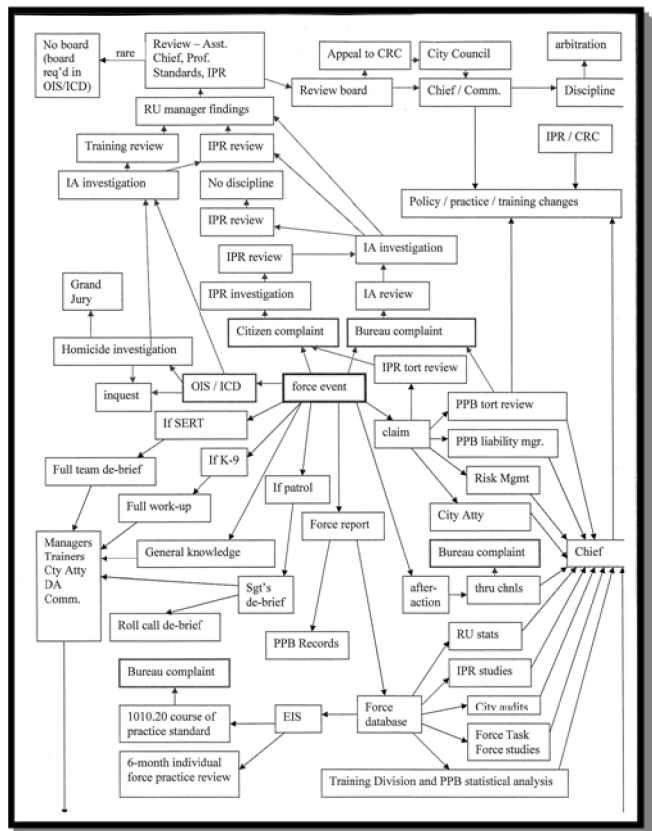 No board
(board
req'd in
OIS/ICD)
rare
Review – Asst.
Chief, Prof.
Standards, IPR
Appeal to CRC
City Council
arbitration
Review board
Chief / Comm.
Discipline
RU manager findings
Training review
IPR review
IPR / CRC
IA investigation
No discipline
Policy / practice / training changes
IPR review
IA investigation
IPR review
Grand
Jury
IPR investigation
IA review
Citizen complaint
Bureau complaint
Homicide investigation
IPR tort review
OIS / ICD
force event
inquest
PPB tort review
If SERT
claim
PPB liability mgr.
Full team de-brief
If K-9
If patrol
Risk Mgmt
Full work-up
City Atty
Force report
Managers
Trainers
Cty Atty
DA
Comm.
General knowledge
Bureau complaint
Chief
Sgt's
de-brief
after-
action
thru chnls
Roll call de-brief
RU stats
PPB Records
IPR studies
Bureau complaint
City audits
1010.20 course of
practice standard
EIS
Force
database
Force Task
Force studies
6-month individual
force practice review
Training Division and PPB statistical analysis